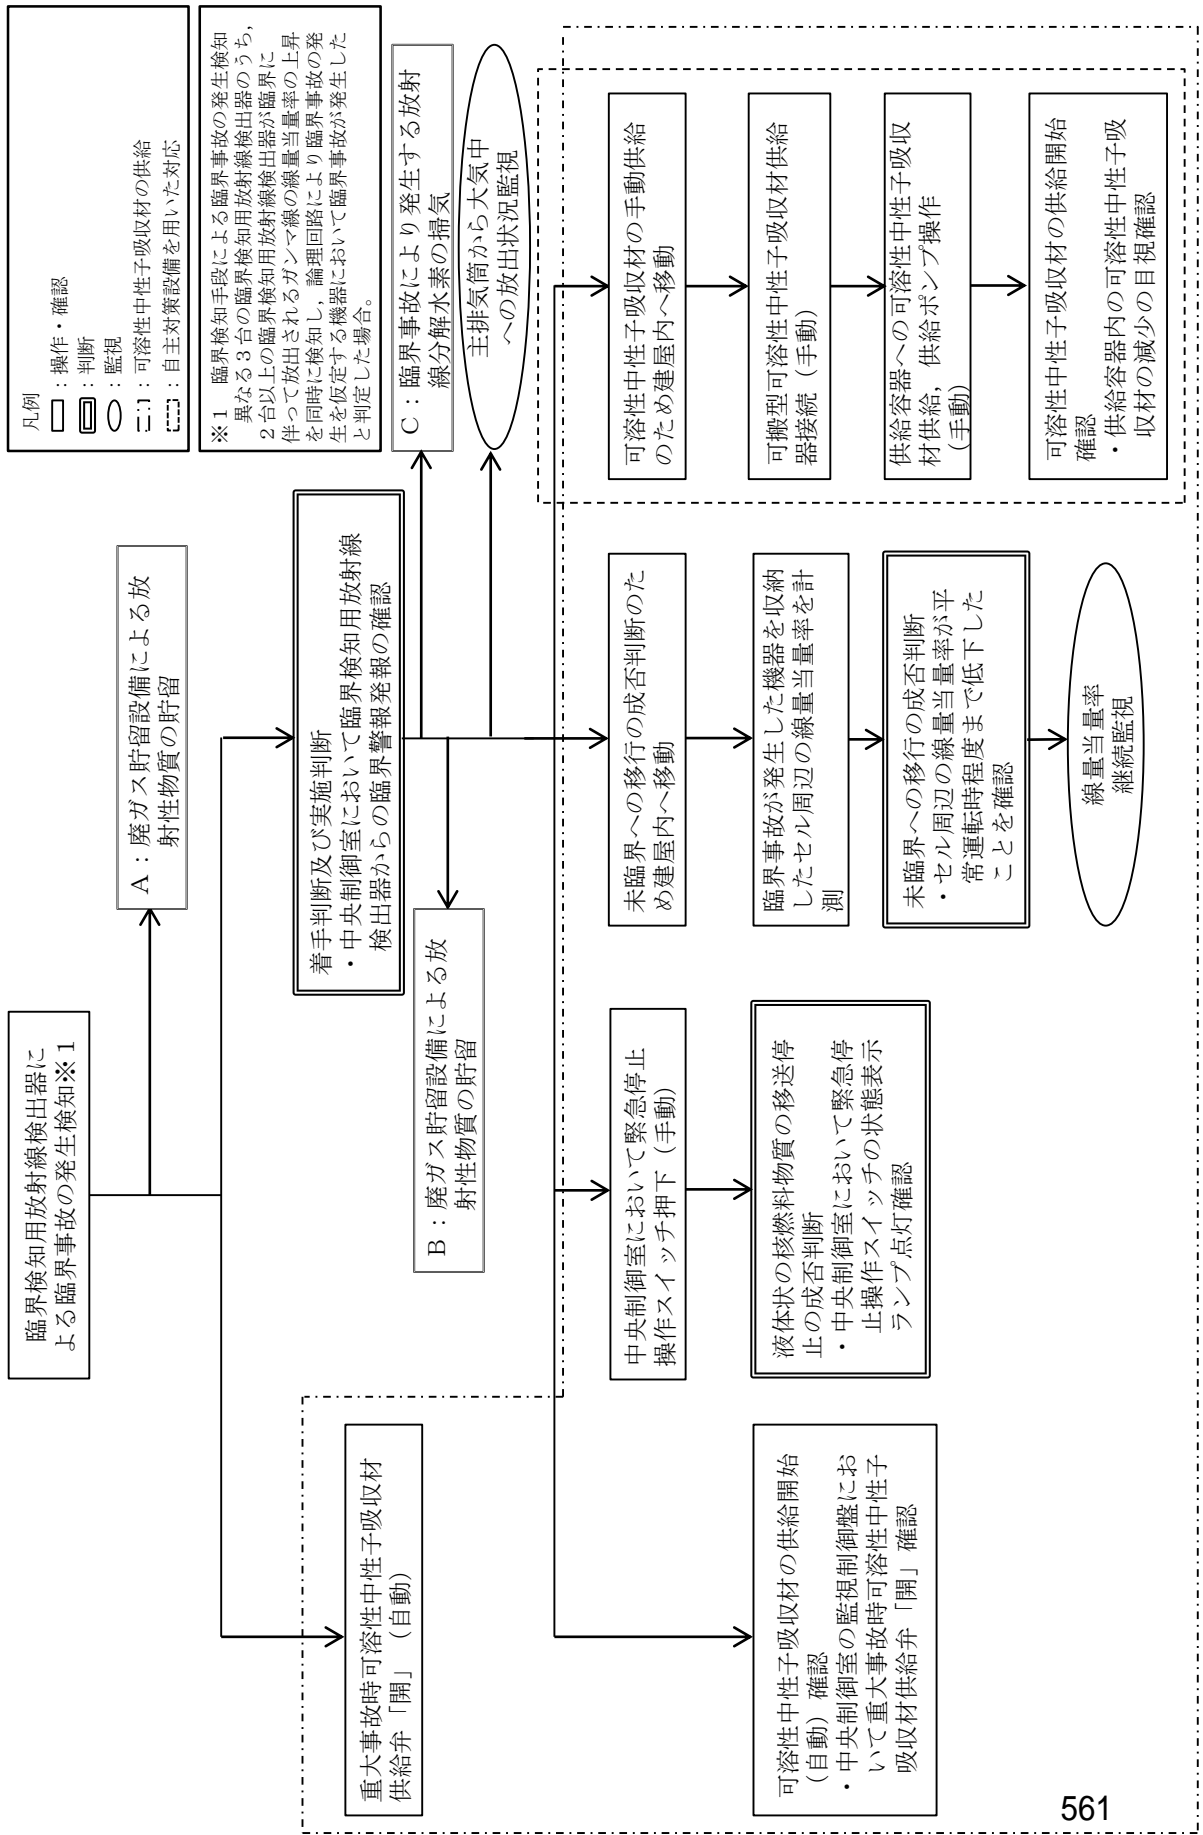 凡例
：操作・確認
：判断
：監視
：可溶性中性子吸収材の供給
：自主対策設備を用いた対応
※１　臨界検知手段による臨界事故の発生検知
異なる３台の臨界検知用放射線検出器のうち，
２台以上の臨界検知用放射線検出器が臨界に
伴って放出されるガンマ線の線量当量率の上昇
を同時に検知し，論理回路により臨界事故の発
生を仮定する機器において臨界事故が発生した
と判定した場合。
臨界検知用放射線検出器に
よる臨界事故の発生検知※１
Ａ：廃ガス貯留設備による放
射性物質の貯留
着手判断及び実施判断
・中央制御室において臨界検知用放射線
検出器からの臨界警報発報の確認
Ｃ：臨界事故により発生する放射
線分解水素の掃気
Ｂ：廃ガス貯留設備による放
射性物質の貯留
主排気筒から大気中
への放出状況監視
重大事故時可溶性中性子吸収材
供給弁「開」（自動）
可溶性中性子吸収材の供給開始
（自動）確認
・中央制御室の監視制御盤にお
いて重大事故時可溶性中性子
吸収材供給弁「開」確認
中央制御室において緊急停止
操作スイッチ押下（手動）
液体状の核燃料物質の移送停
止の成否判断
・中央制御室において緊急停
止操作スイッチの状態表示
ランプ点灯確認
未臨界への移行の成否判断のた
め建屋内へ移動
臨界事故が発生した機器を収納
したセル周辺の線量当量率を計
測
未臨界への移行の成否判断
・セル周辺の線量当量率が平
常運転時程度まで低下した
ことを確認
線量当量率
継続監視
可溶性中性子吸収材の手動供給
のため建屋内へ移動
可搬型可溶性中性子吸収材供給
器接続（手動）
供給容器への可溶性中性子吸収
材供給，供給ポンプ操作
（手動）
可溶性中性子吸収材の供給開始
確認
・供給容器内の可溶性中性子吸
収材の減少の目視確認
561